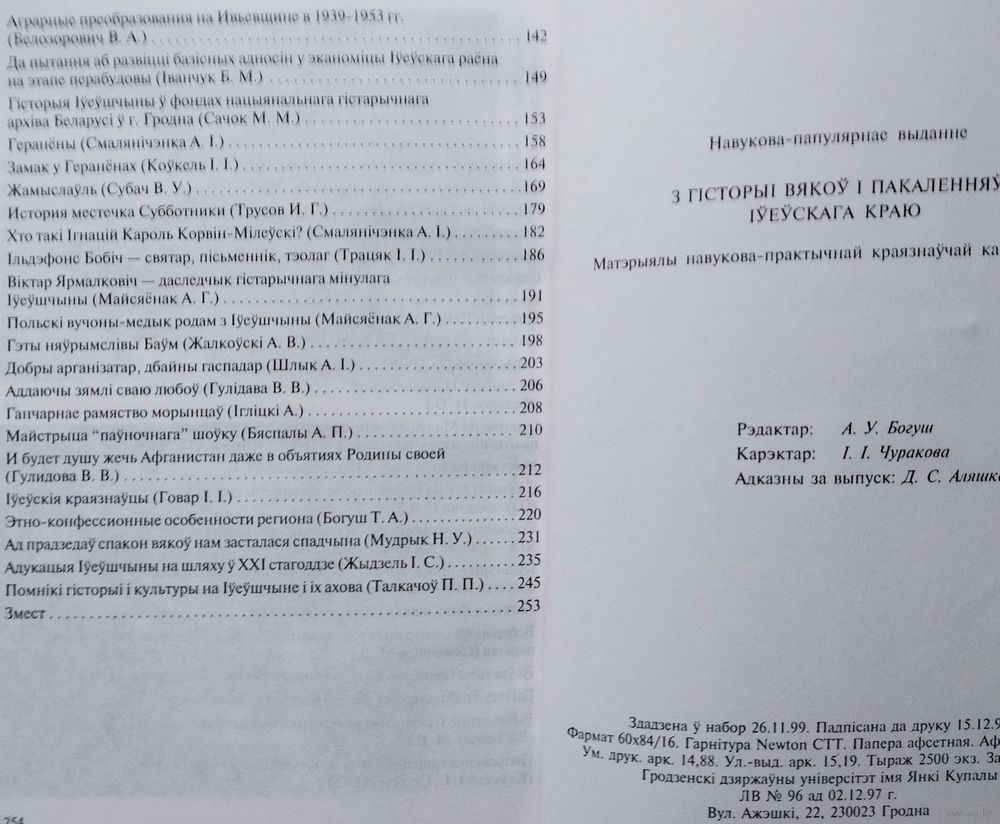 Аграрные преобразования на Ивьевщине в 1939-1953 гг.
(Белозорович В. А.) 142
Да пытання аб развіцці базісных адносін у эканоміцы Іўеўскага раёна
на этапе перабудовы (Іванчук Б. М.) 149
Гісторыя Іўеўшчыны ў фондах нацыянальнага гістарычнага
архіва Беларусі ў г. Гродна (Сачок М. М.) 153
Геранёны (Смалянічэнка А. І.) 158
Замак у Геранёнах (Коўкель І. І.) 164
Жамыслаўль (Субач В. У.) 169
История местечка Субботники (Трусов И. Г.) 179
Хто такі Ігнацій Кароль Корвін-Мілеўскі? (Смалянічэнка А. І.) 182
Ільдэфонс Бобіч — святар, пісьменнік, тэолаг (Трацяк І. І.) 186
Віктар Ярмалковіч — даследчык гістарычнага мінулага
Іўеўшчыны (Майсяёнак А. Г.) 191
Польскі вучоны-медык родам з Іўеўшчыны (Майсяёнак А. Г.) 195
Гэты няўрымслівы Баўм (Жалкоўскі А. В.) 198
Добры арганізатар, дбайны гаспадар (Шлык А. І.) 203
Аддаючы зямлі сваю любоў (Гулідава В. В.) 206
Ганчарнае рамяство морынцаў (Ігліцкі А.) 208
Майстрыца “паўночнага” шоўку (Бяспалы А. П.) 210
И будет душу жечь Афганистан даже в объятиях Родины своей
(Гулидова В. В.) 212
Іўеўскія краязнаўцы (Говар І. І.) 216
Этно-конфессионные особенности региона (Богуш Т. А.) 220
Ад прадзедаў спакон вякоў нам засталася спадчына (Мудрык Н. У.) 231
Адукацыя Іўеўшчыны на шляху ў XXI стагоддзе (Жыдзель І. С.) 235
Помнікі гісторыі і культуры на Іўеўшчыне і іх ахова (Талкачоў П. П.) 245
Змест 253
254
Навукова-папулярнае выданне
З ГІСТОРЫІ ВЯКОЎ І ПАКАЛЕННЯЎ
ІЎЕЎСКАГА КРАЮ
Матэрыялы навукова-практычнай краязнаўчай ка
Рэдактар: А. У. Богуш
Карэктар: І. І. Чуракова
Адказны за выпуск: Д. С. Аляшк
Здадзена ў набор 26.11.99. Падпісана да друку 15.12.9
Фармат 60х84/16. Гарнітура Newton CTT. Папера афсетная. Аф
Ум. друк. арк. 14,88. Ул.-выд. арк. 15,19. Тыраж 2500 экз. За
Гродзенскі дзяржаўны універсітэт імя Янкі Купалы
ЛВ № 96 ад 02.12.97 г.
Вул. Ажэшкі, 22, 230023 Гродна